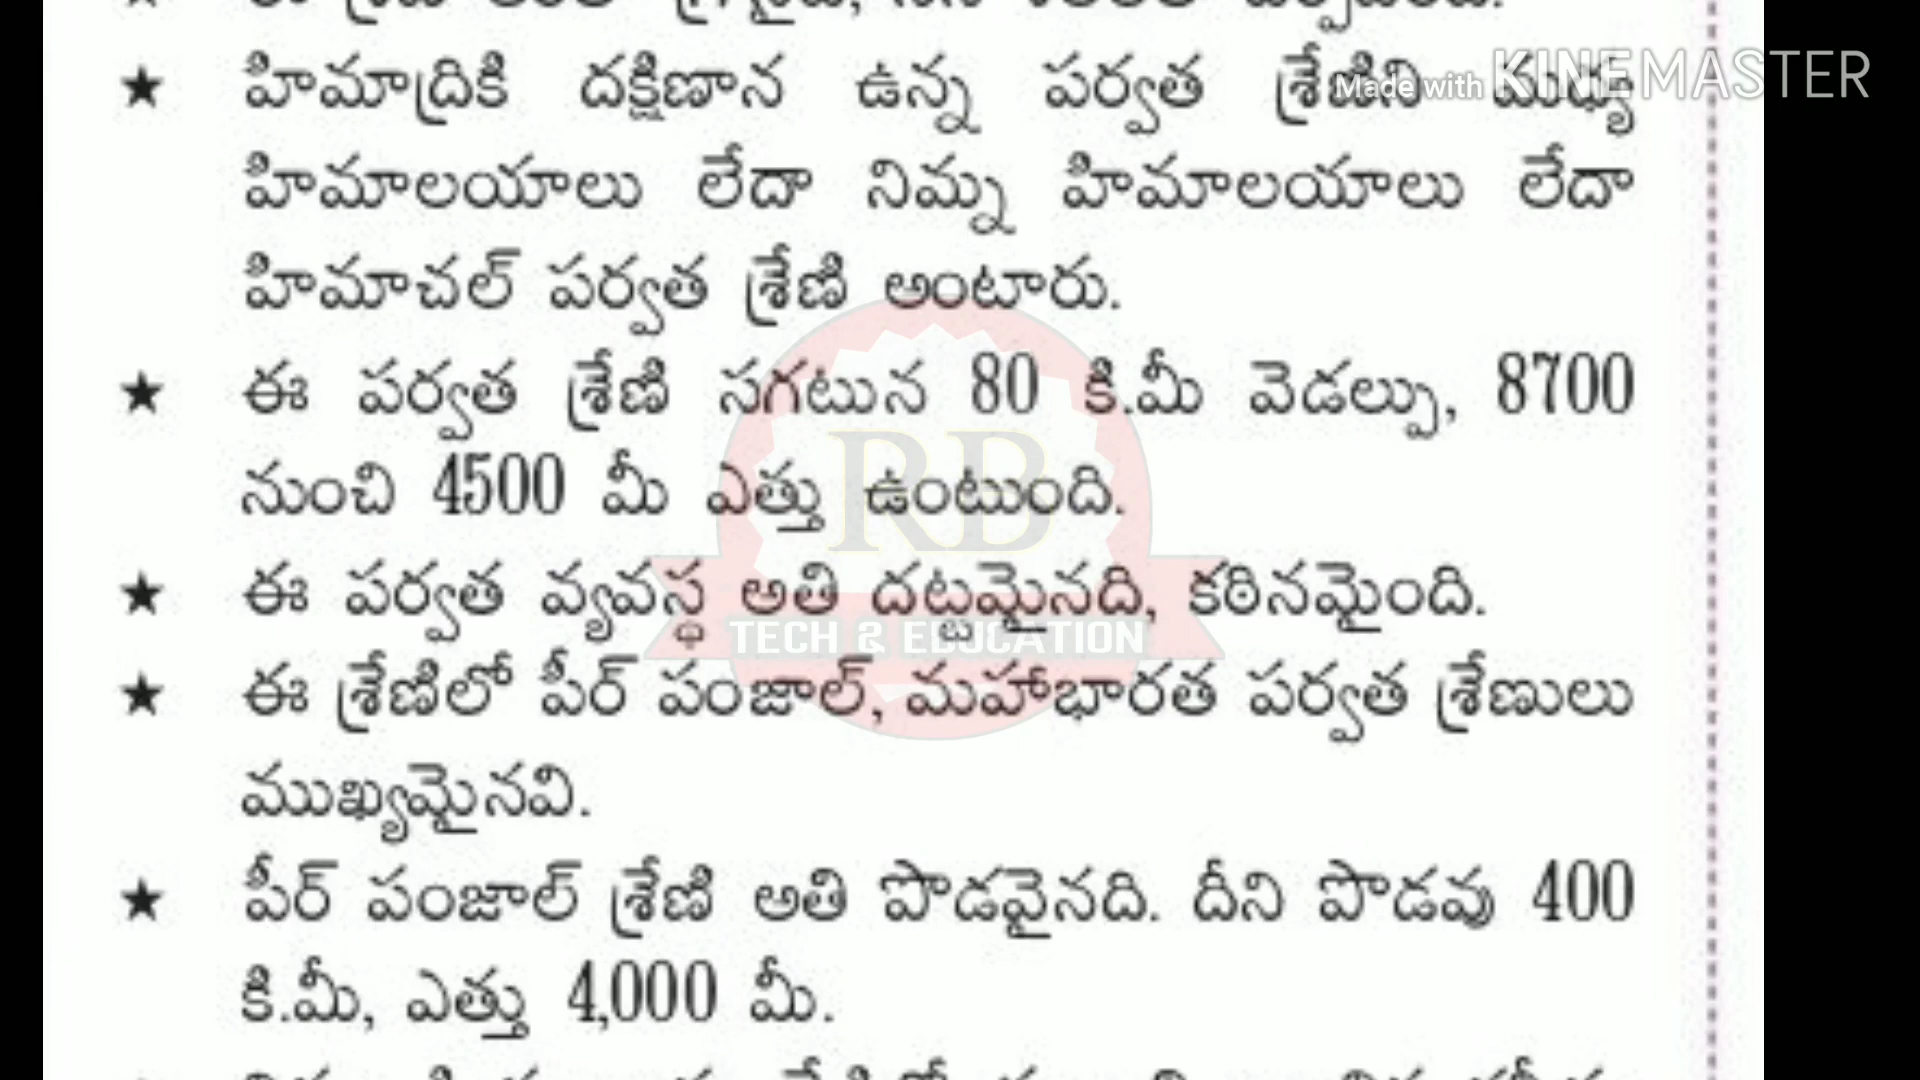 Made with KINEMASTER
★ హిమాద్రికి దక్షిణాన ఉన్న పర్వత శ్రేణిని మధ్య
హిమాలయాలు లేదా నిమ్న హిమాలయాలు లేదా
హిమాచల్ పర్వత శ్రేణి అంటారు.
★ ఈ పర్వత శ్రేణి సగటున 80 కి.మీ వెడల్పు, 8700
నుంచి 4500 మీ ఎత్తు ఉంటుంది.
RB
★ ఈ పర్వత వ్యవస్థ అతి దట్టమైనది, కఠినమైంది.
TECH 2 EDUCATION
★ ఈ శ్రేణిలో పీర్ పంజాల్, మహాభారత పర్వత శ్రేణులు
ముఖ్యమైనవి.
★ పీర్ పంజాల్ శ్రేణి అతి పొడవైనది. దీని పొడవు 400
కి.మీ, ఎత్తు 4,000 మీ.